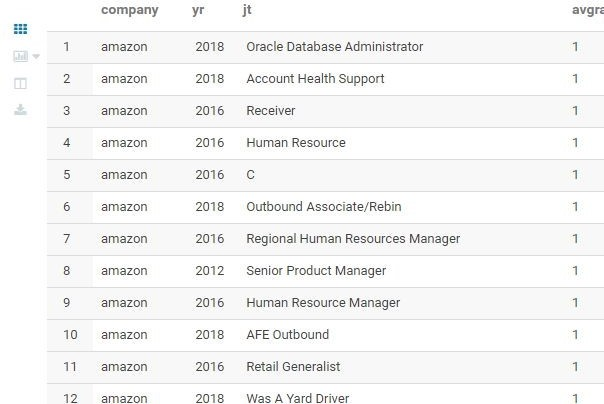 company yr jt avgra
1 amazon 2018 Oracle Database Administrator 1
2 amazon 2018 Account Health Support 1
3 amazon 2016 Receiver 1
4 amazon 2016 Human Resource 1
5 amazon 2016 C 1
6 amazon 2018 Outbound Associate/Rebin 1
7 amazon 2016 Regional Human Resources Manager 1
8 amazon 2012 Senior Product Manager 1
9 amazon 2016 Human Resource Manager 1
10 amazon 2018 AFE Outbound 1
11 amazon 2016 Retail Generalist 1
12 amazon 2018 Was A Yard Driver 1